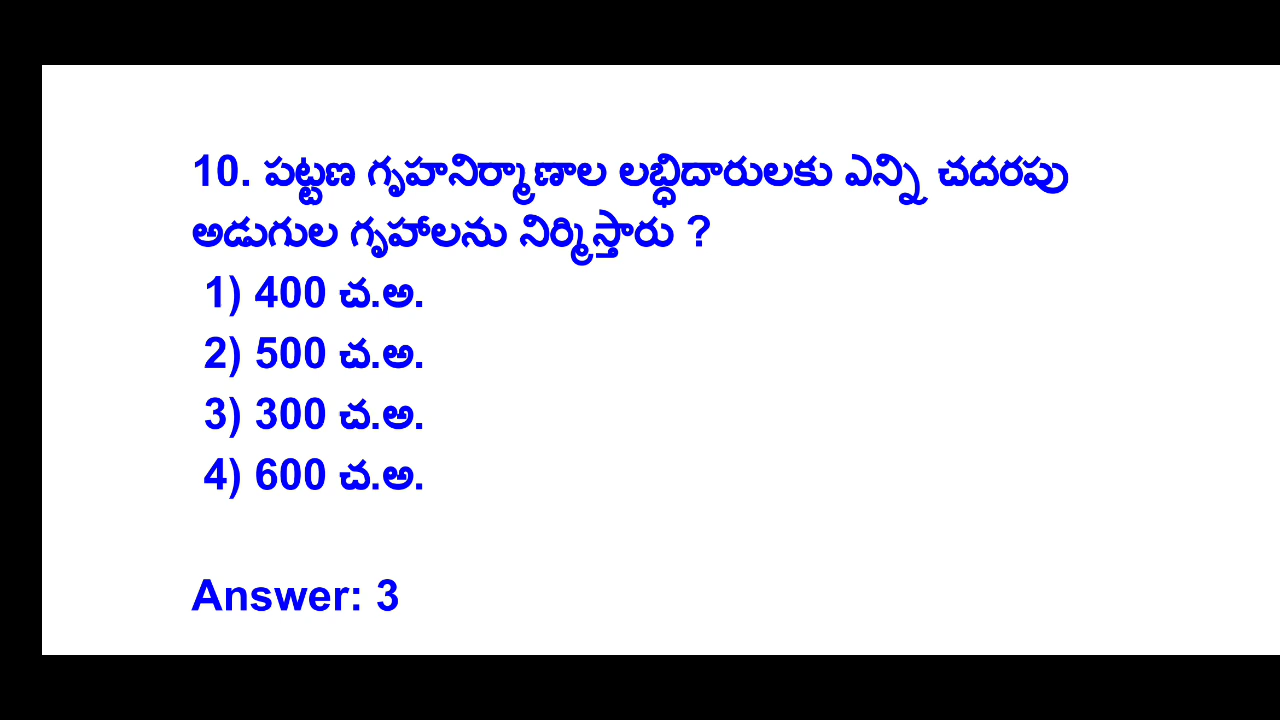 10. పట్టణ గృహనిర్మాణాల లబ్ధిదారులకు ఎన్ని చదరపు
అడుగుల గృహాలను నిర్మిస్తారు ?
1) 400 చ.అ.
2) 500 చ.అ.
3) 300 చ.అ.
4) 600 చ.అ.
Answer: 3